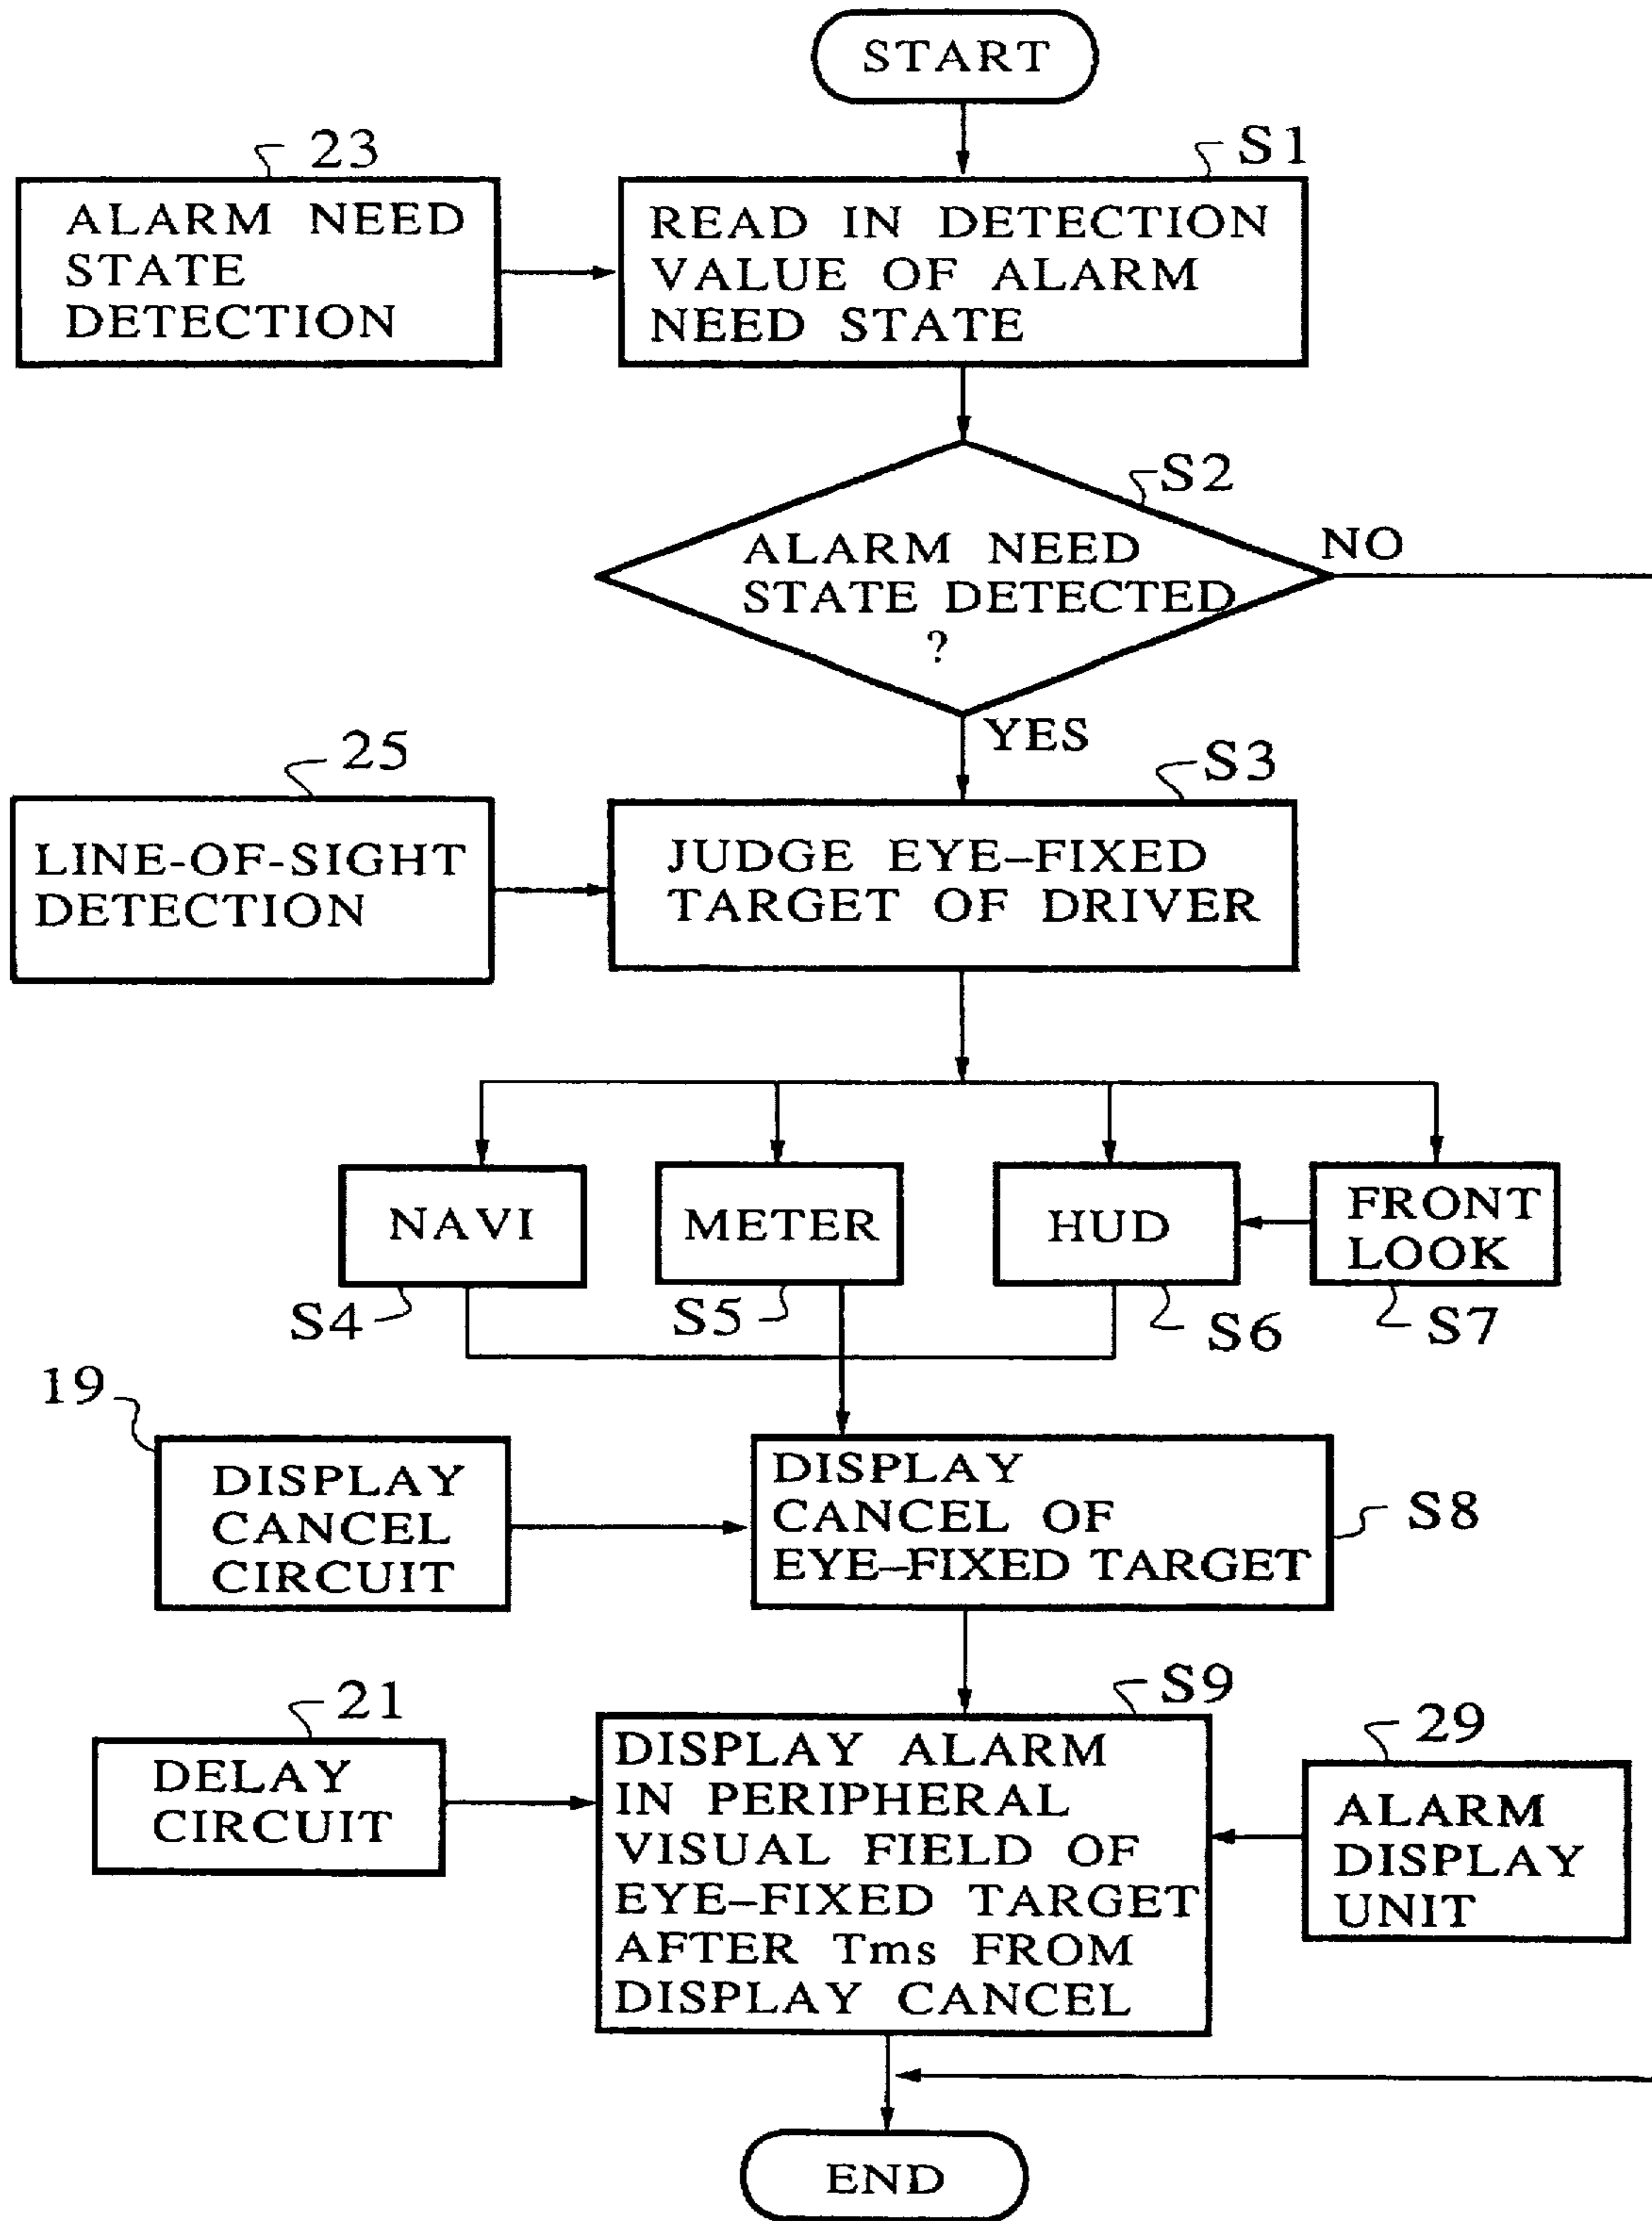 START
23
S1
ALARM NEED
STATE
DETECTION
READ IN DETECTION
VALUE OF ALARM
NEED STATE
S2
ALARM NEED
STATE DETECTED
?
NO
YES
25
S3
LINE-OF-SIGHT
DETECTION
JUDGE EYE-FIXED
TARGET OF DRIVER
NAVI
METER
HUD
FRONT
LOOK
S4
S5
S6
S7
19
DISPLAY
CANCEL
CIRCUIT
DISPLAY
CANCEL OF
EYE-FIXED TARGET
S8
21
S9
29
DELAY
CIRCUIT
DISPLAY ALARM
IN PERIPHERAL
VISUAL FIELD OF
EYE-FIXED TARGET
AFTER Tms FROM
DISPLAY CANCEL
ALARM
DISPLAY
UNIT
END